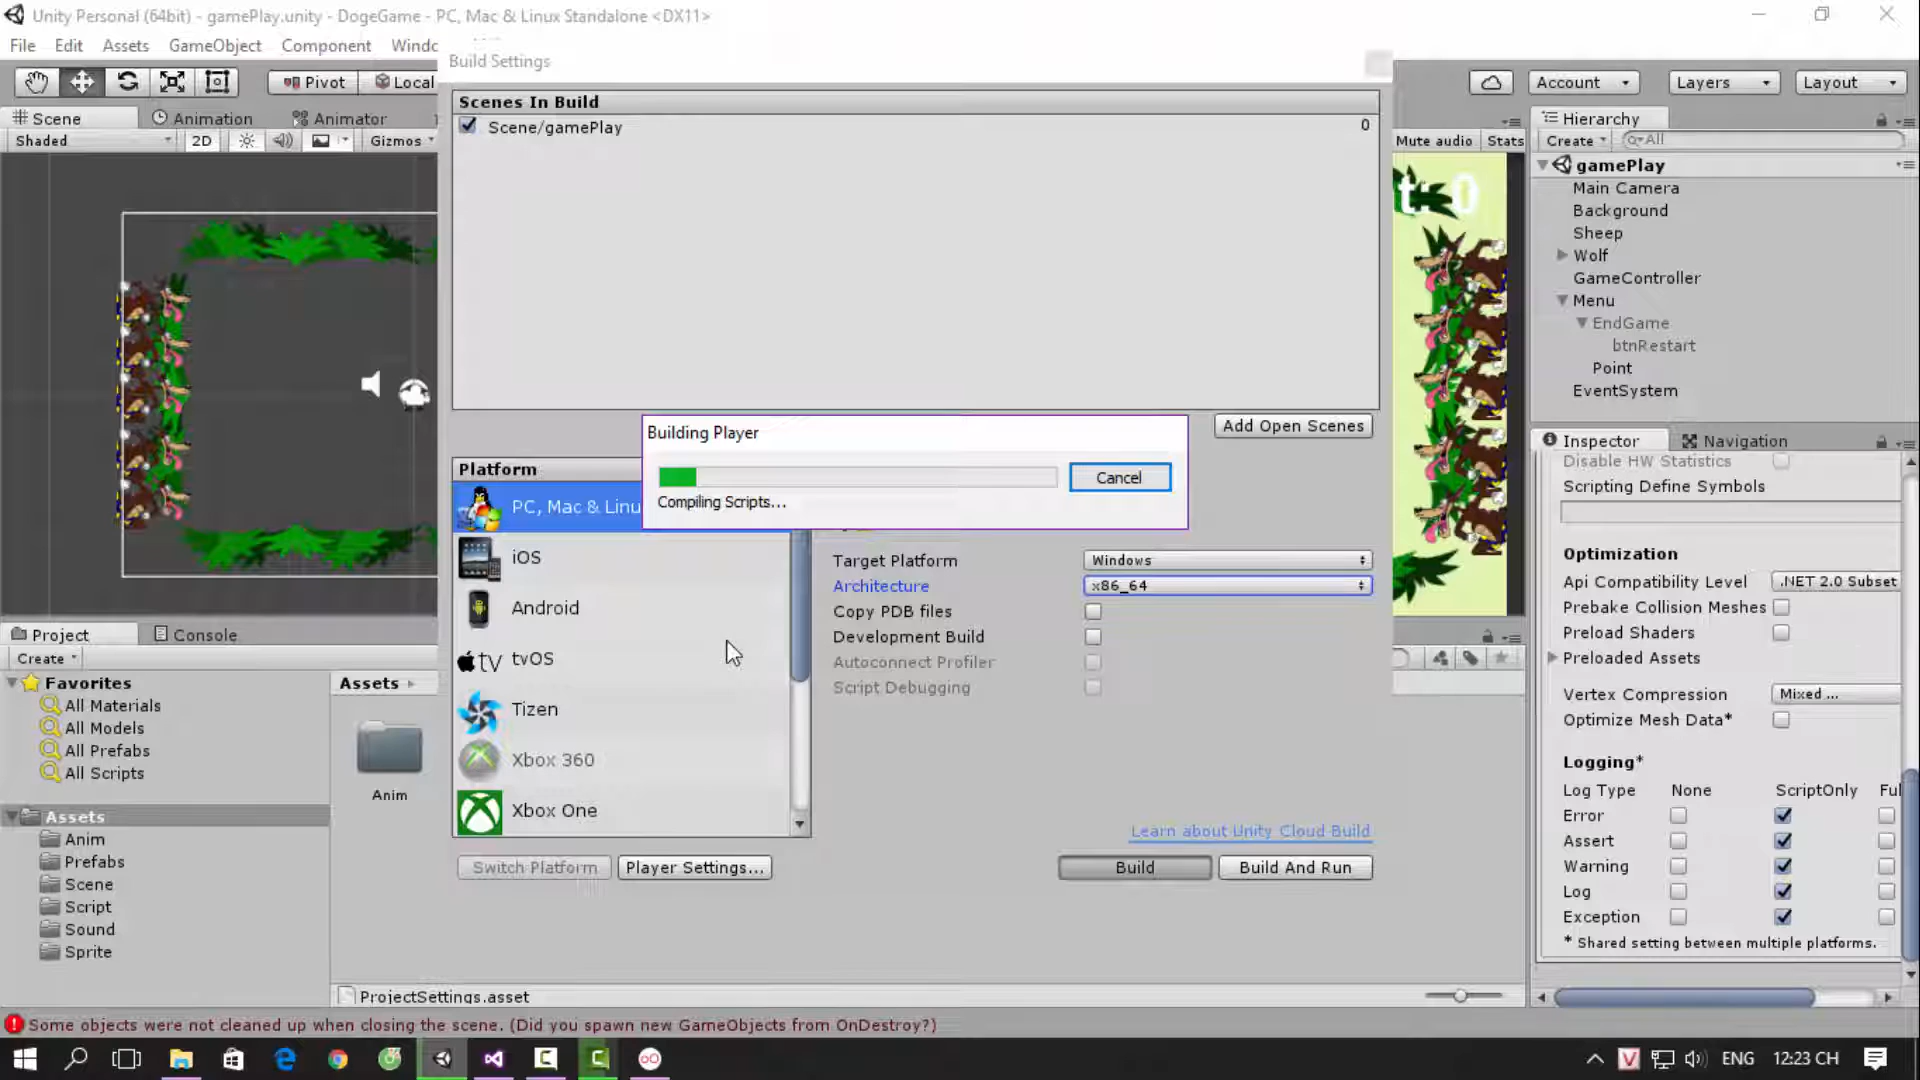 Unity Personal (64bit) - gamePlay.unity - DogeGame - PC, Mac & Linux Standalone <DX11>
File Edit Assets GameObject Component
Build Settings
Pivot Local
Account Layers Layout
Scenes In Build
Scene/gamePlay 0
Scene Animation Animator
Shaded 2D Gizmos
Mute audio Stats
Hierarchy
Create All
gamePlay
Main Camera
Background
Sheep
Wolf
GameController
Menu
EndGame
btnRestart
Point
EventSystem
t: 0
Add Open Scenes
Building Player
Cancel
Compiling Scripts...
Platform
PC, Mac & Linu
iOS
Android
tvOS
Tizen
Xbox 360
Xbox One
Target Platform Windows
Architecture x86_64
Copy PDB files
Development Build
Autoconnect Profiler
Script Debugging
Learn about Unity Cloud Build
Switch Platform Player Settings... Build Build And Run
Inspector Navigation
Disable HW Statistics
Scripting Define Symbols
Optimization
Api Compatibility Level .NET 2.0 Subset
Prebake Collision Meshes
Preload Shaders
Preloaded Assets
Vertex Compression Mixed ...
Optimize Mesh Data*
Logging*
Log Type None ScriptOnly Ful
Error
Assert
Warning
Log
Exception
* Shared setting between multiple platforms.
Project Console
Create
Favorites
All Materials
All Models
All Prefabs
All Scripts
Assets
Anim
Prefabs
Scene
Script
Sound
Sprite
Assets
Anim
ProjectSettings.asset
Some objects were not cleaned up when closing the scene. (Did you spawn new GameObjects from OnDestroy?)
ENG 12:23 CH